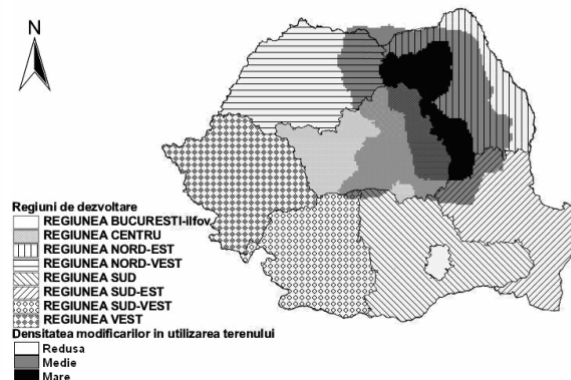 N
Regiuni de dezvoltare
REGIUNEA BUCURESTI-ilfov
REGIUNEA CENTRU
REGIUNEA NORD-EST
REGIUNEA NORD-VEST
REGIUNEA SUD
REGIUNEA SUD-EST
REGIUNEA SUD-VEST
REGIUNEA VEST
Densitatea modificarilor in utilizarea terenului
Redusa
Medie
Mare